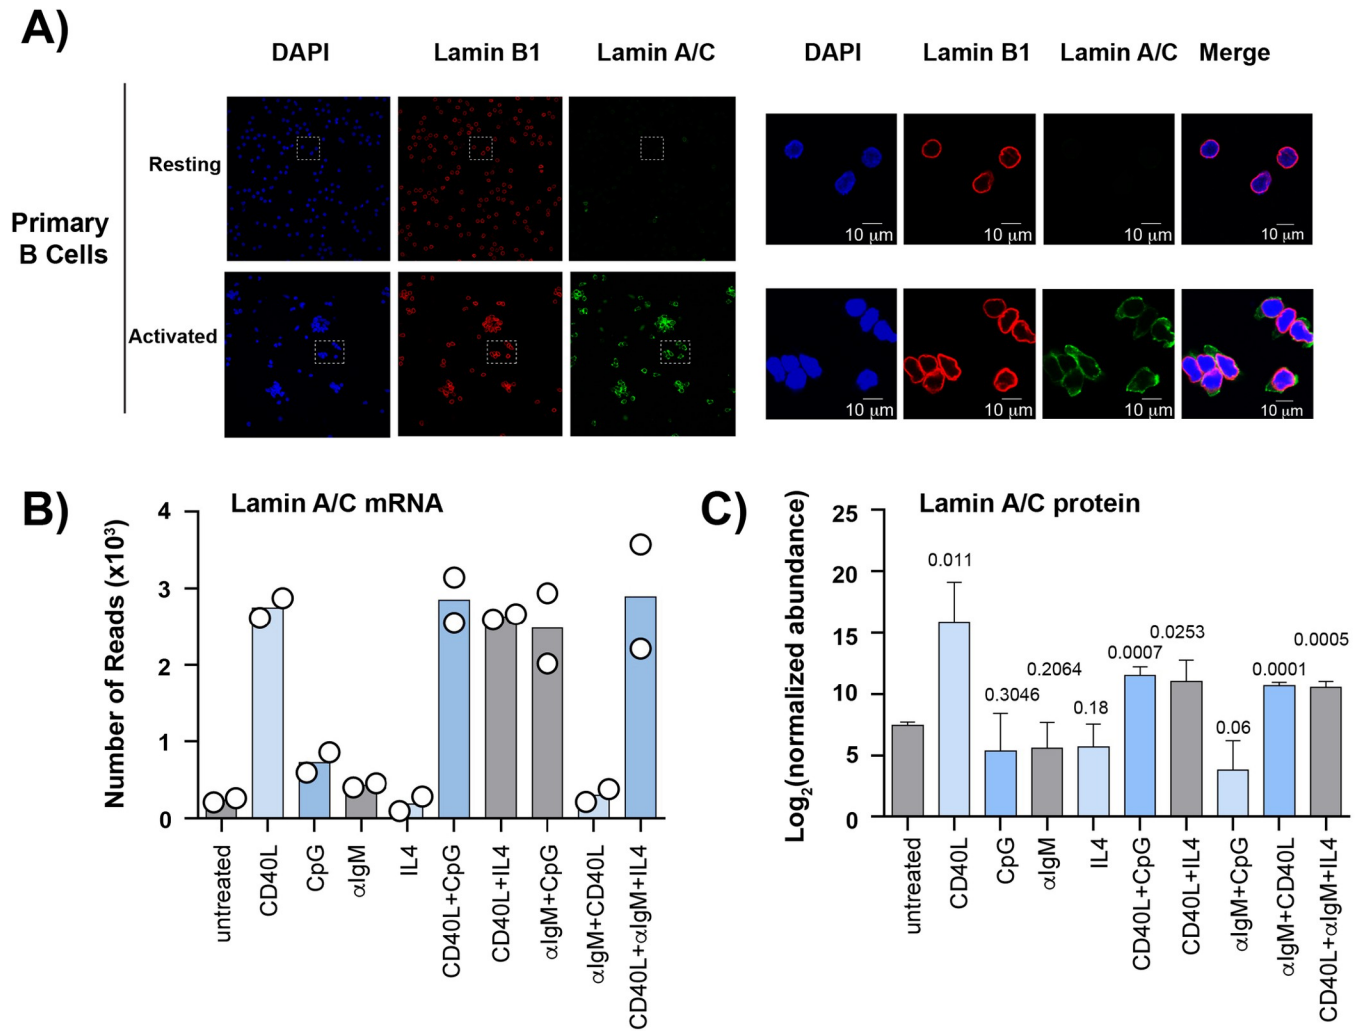 A)
DAPI
Lamin B1
Lamin A/C
DAPI
Lamin B1
Lamin A/C
Merge
Primary
B Cells
Resting
10 µm
10 µm
10 µm
10 µm
Activated
10 µm
10 µm
10 µm
10 µm
B)
Lamin A/C mRNA
Number of Reads (x10³)
4
3
2
1
0
untreated
CD40L
CpG
αIgM
IL4
CD40L+CpG
CD40L+IL4
αIgM+CpG
αIgM+CD40L
CD40L+αIgM+IL4
C)
Lamin A/C protein
Log₂(normalized abundance)
25
20
15
10
5
0
0.011
0.3046
0.2064
0.18
0.0007
0.0253
0.06
0.0001
0.0005
untreated
CD40L
CpG
αIgM
IL4
CD40L+CpG
CD40L+IL4
αIgM+CpG
αIgM+CD40L
CD40L+αIgM+IL4